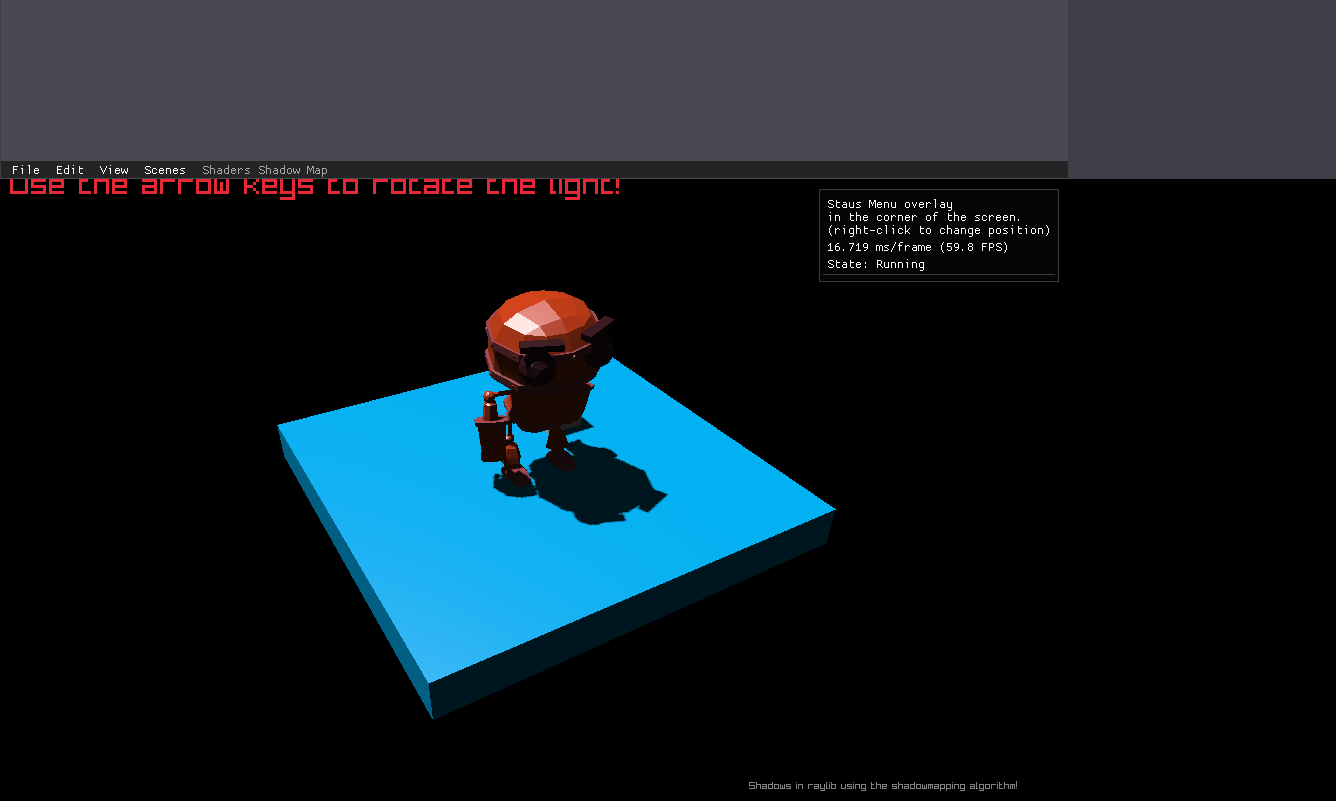 File Edit View Scenes Shaders Shadow Map
Use the arrow keys to rotate the light!
Staus Menu overlay
in the corner of the screen.
(right-click to change position)
16.719 ms/frame (59.8 FPS)
State: Running
Shadows in raylib using the shadowmapping algorithm!